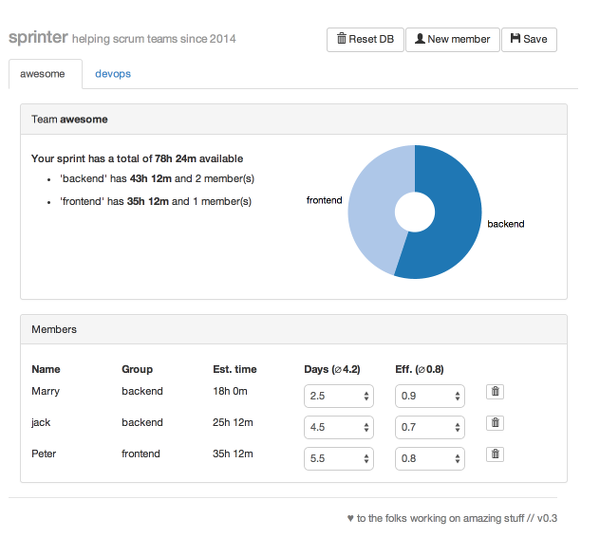 sprinter helping scrum teams since 2014
Reset DB
New member
Save
awesome
devops
Team awesome
Your sprint has a total of 78h 24m available
• 'backend' has 43h 12m and 2 member(s)
• 'frontend' has 35h 12m and 1 member(s)
frontend
backend
Members
Name Group Est. time Days (⌀4.2) Eff. (⌀0.8)
Marry backend 18h 0m 2.5 0.9
jack backend 25h 12m 4.5 0.7
Peter frontend 35h 12m 5.5 0.8
♥ to the folks working on amazing stuff // v0.3